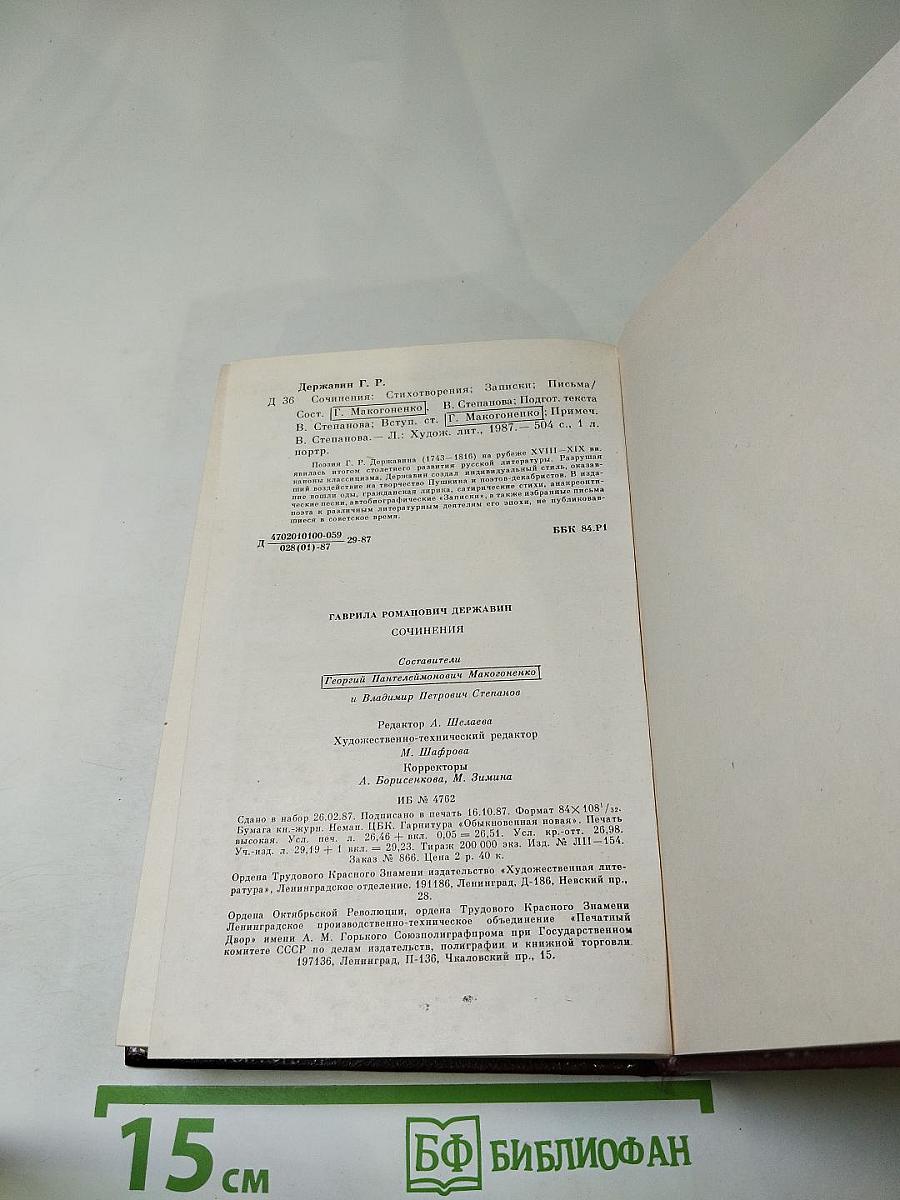 Державин Г. Р.
Д 36 Сочинения: Стихотворения; Записки; Письма/
Сост. Г. Макогоненко, В. Степанова; Подгот. текста
В. Степанова; Вступ. ст. Г. Макогоненко; Примеч.
В. Степанова.— Л.: Худож. лит., 1987.— 504 с., 1 л.
портр.
Поэзия Г. Р. Державина (1743—1816) на рубеже XVIII—XIX вв.
явилась итогом столетнего развития русской литературы. Разрушив
каноны классицизма, Державин создал индивидуальный стиль, оказав-
ший воздействие на творчество Пушкина и поэтов-декабристов. В изда-
ние вошли оды, гражданская лирика, сатирические стихи, анакреонти-
ческие песни, автобиографические «Записки», а также избранные письма
поэта к различным литературным деятелям его эпохи, не публиковав-
шиеся в советское время.
Д 4702010100-059 29-87
028(01)-87
ББК 84.Р1
ГАВРИЛА РОМАНОВИЧ ДЕРЖАВИН
СОЧИНЕНИЯ
Составители
Георгий Пантелеймонович Макогоненко
и Владимир Петрович Степанов
Редактор А. Шелаева
Художественно-технический редактор
М. Шафрова
Корректоры
А. Борисенкова, М. Зимина
ИБ № 4762
Сдано в набор 26.02.87. Подписано в печать 16.10.87. Формат 84×108¹/₃₂.
Бумага кн.-журн. Неман. ЦБК. Гарнитура «Обыкновенная новая». Печать
высокая. Усл. печ. л. 26,46 + вкл. 0,05 = 26,51. Усл. кр.-отт. 26,98.
Уч.-изд. л. 29,19 + 1 вкл. = 29,23. Тираж 200 000 экз. Изд. № ЛІІ—154.
Заказ № 866. Цена 2 р. 40 к.
Ордена Трудового Красного Знамени издательство «Художественная лите-
ратура», Ленинградское отделение. 191186, Ленинград, Д-186, Невский пр.,
28.
Ордена Октябрьской Революции, ордена Трудового Красного Знамени
Ленинградское производственно-техническое объединение «Печатный
Двор» имени А. М. Горького Союзполиграфпрома при Государственном
комитете СССР по делам издательств, полиграфии и книжной торговли.
197136, Ленинград, П-136, Чкаловский пр., 15.
15 см
БФ БИБЛИОФАН